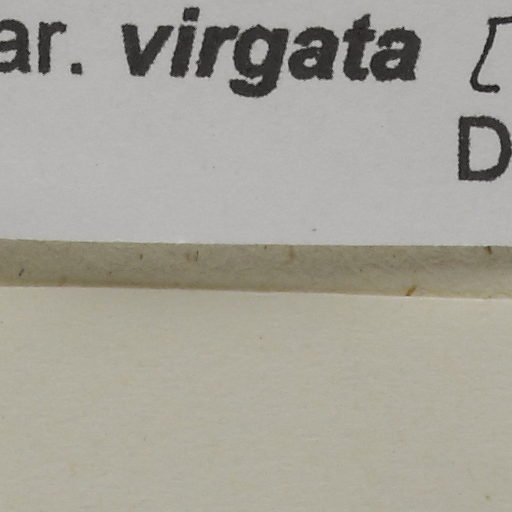 ar. virgata [
D